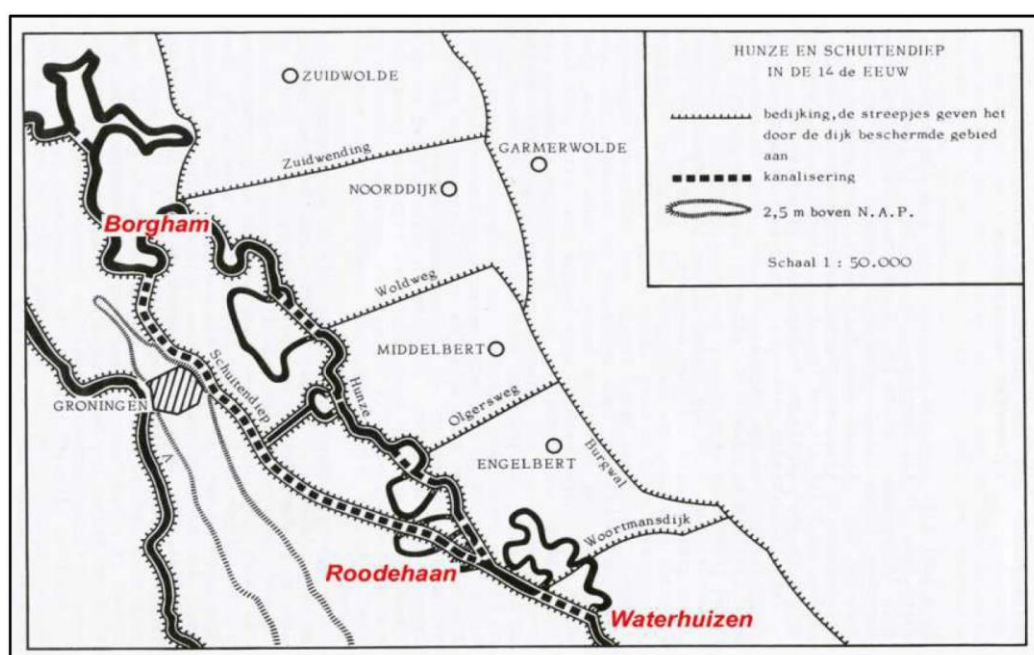 HUNZE EN SCHUITENDIEP
IN DE 14 de EEUW
bedijking, de streepjes geven het
door de dijk beschermde gebied
aan
kanalisering
2,5 m boven N.A.P.
Schaal 1 : 50.000
ZUIDWOLDE
Zuidwending
GARMERWOLDE
NOORDDIJK
Borgham
Woldweg
MIDDELBERT
Schuitendiep
Hunze
GRONINGEN
Olgersweg
A
ENGELBERT
Burgwal
Woortmansdijk
Roodehaan
Waterhuizen